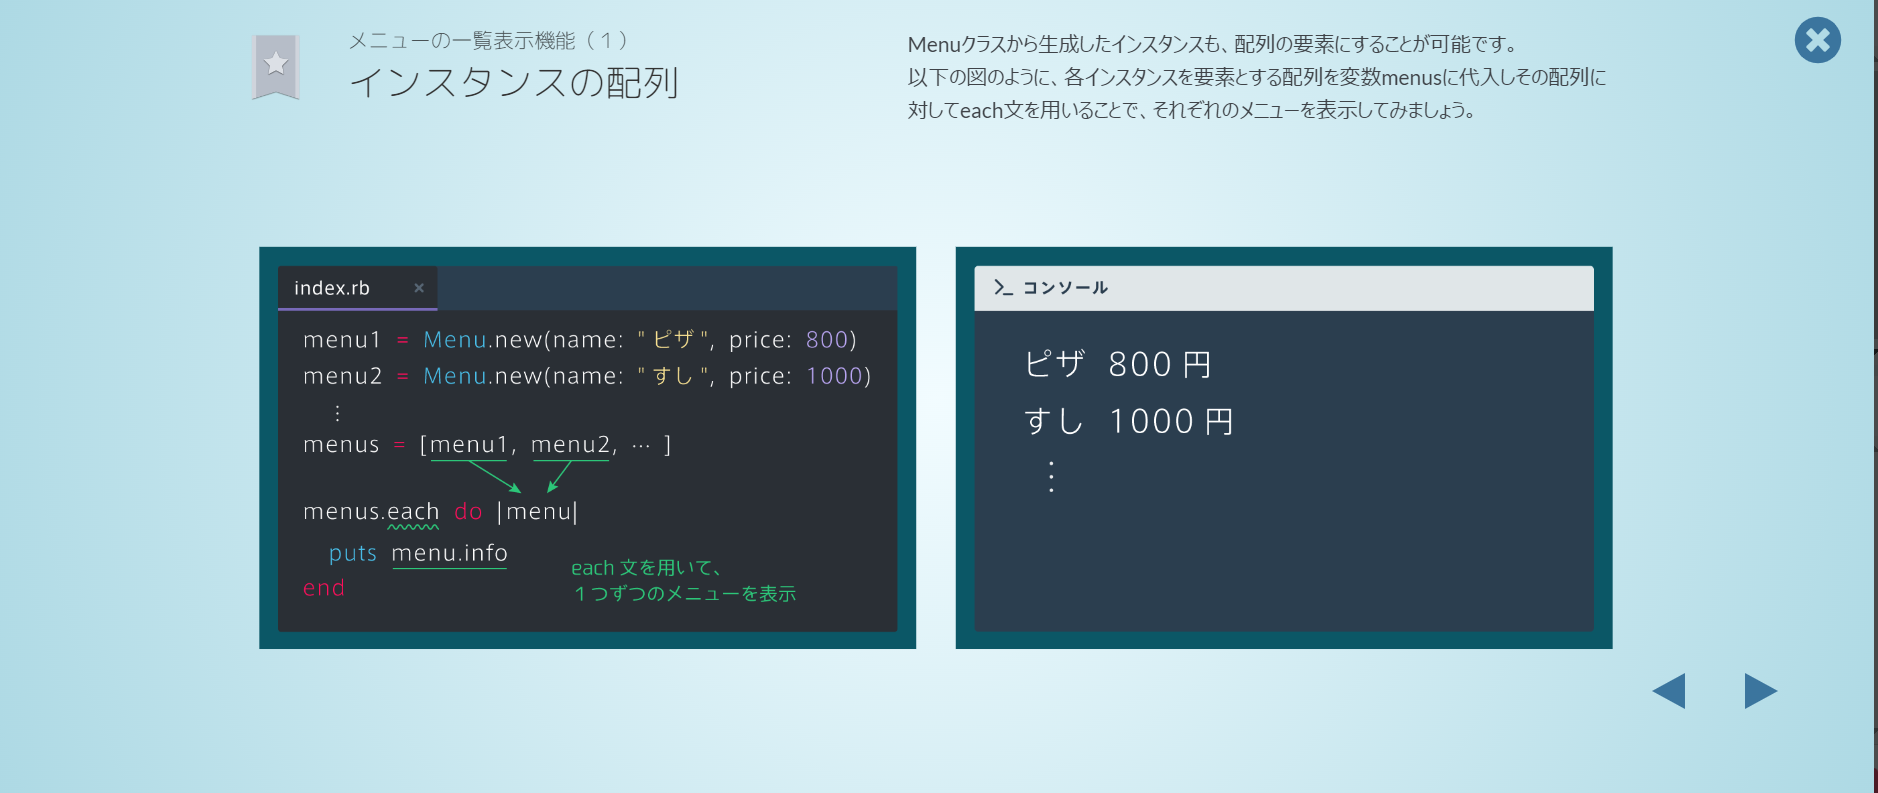 メニューの一覧表示機能（１）
インスタンスの配列
Menuクラスから生成したインスタンスも、配列の要素にすることが可能です。
以下の図のように、各インスタンスを要素とする配列を変数menusに代入しその配列に
対してeach文を用いることで、それぞれのメニューを表示してみましょう。
index.rb ×
menu1 = Menu.new(name: "ピザ", price: 800)
menu2 = Menu.new(name: "すし", price: 1000)
⋮
menus = [menu1, menu2, … ]
menus.each do |menu|
puts menu.info
end
each 文を用いて、
１つずつのメニューを表示
>_ コンソール
ピザ 800 円
すし 1000 円
⋮